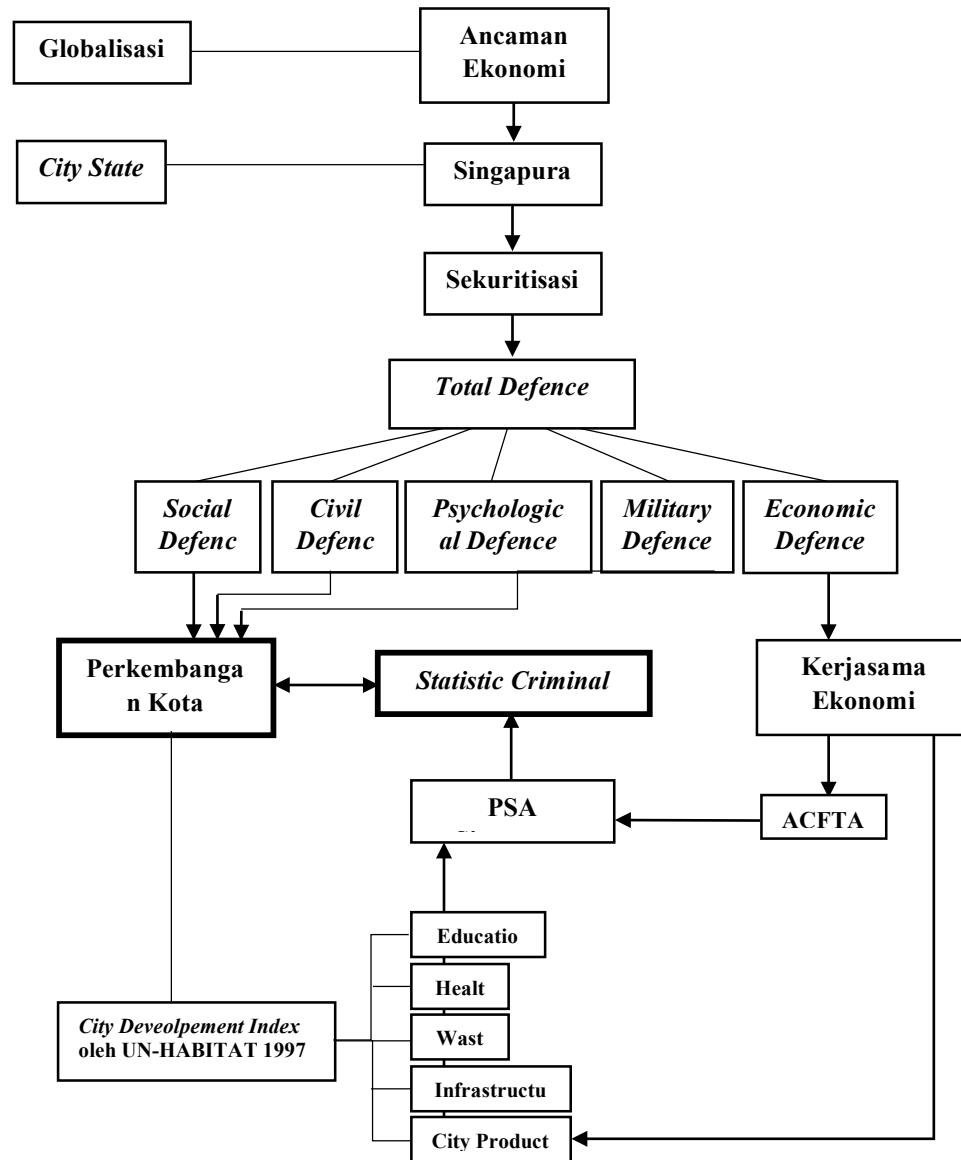 Globalisasi
Ancaman
Ekonomi
City State
Singapura
Sekuritisasi
Total Defence
Social
Defenc
Civil
Defenc
Psychologic
al Defence
Military
Defence
Economic
Defence
Perkembanga
n Kota
Statistic Criminal
Kerjasama
Ekonomi
PSA
ACFTA
Educatio
Healt
Wast
Infrastructu
City Product
City Deveolpement Index
oleh UN-HABITAT 1997